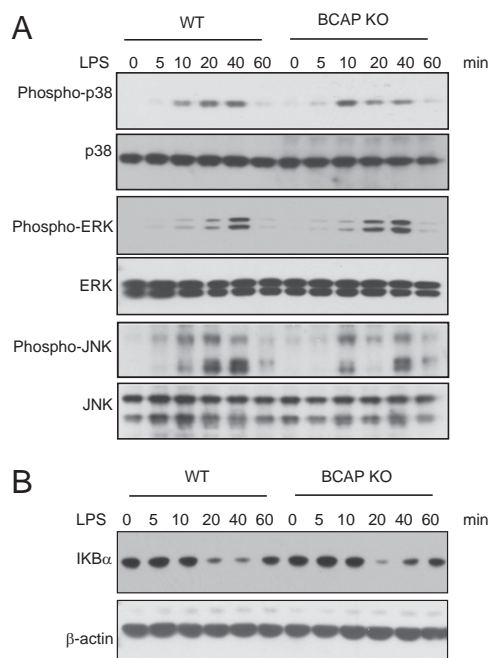 A
WT BCAP KO
LPS 0 5 10 20 40 60 0 5 10 20 40 60 min
Phospho-p38
p38
Phospho-ERK
ERK
Phospho-JNK
JNK
B
WT BCAP KO
LPS 0 5 10 20 40 60 0 5 10 20 40 60 min
IKBα
β-actin